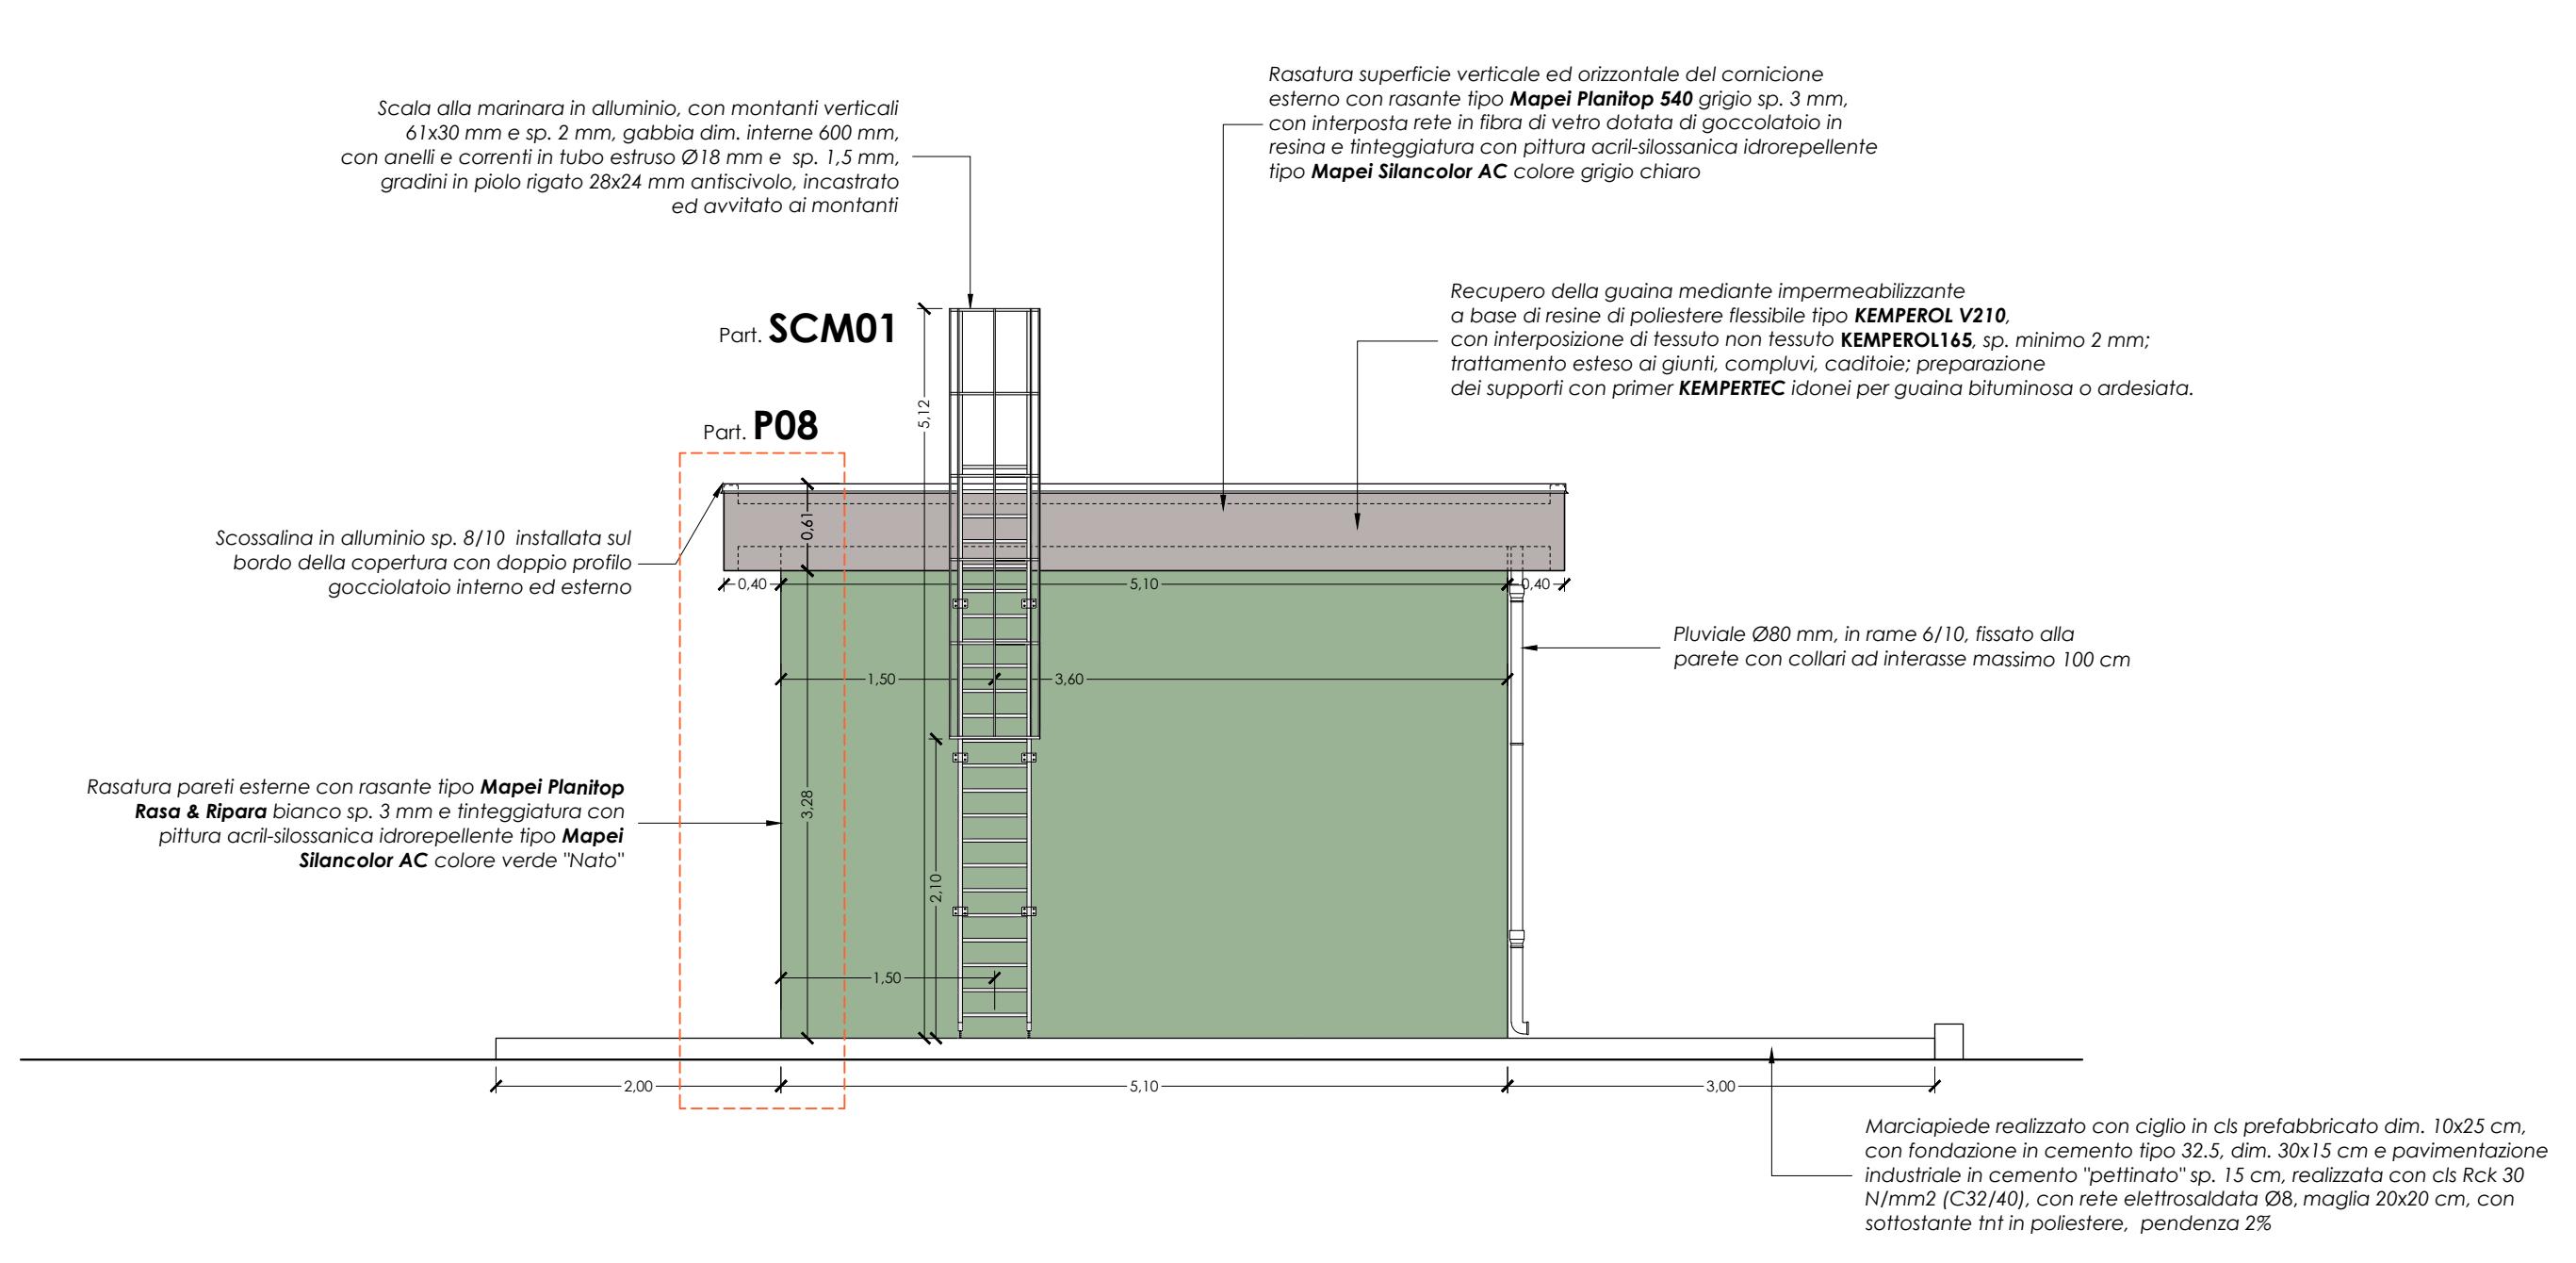 Rasatura superficie verticale ed orizzontale del cornicione
esterno con rasante tipo Mapei Planitop 540 grigio sp. 3 mm,
con interposta rete in fibra di vetro dotata di goccolatoio in
resina e tinteggiatura con pittura acril-silossanica idrorepellente
tipo Mapei Silancolor AC colore grigio chiaro
Scala alla marinara in alluminio, con montanti verticali
61x30 mm e sp. 2 mm, gabbia dim. interne 600 mm,
con anelli e correnti in tubo estruso Ø18 mm e sp. 1,5 mm,
gradini in piolo rigato 28x24 mm antiscivolo, incastrato
ed avvitato ai montanti
Recupero della guaina mediante impermeabilizzante
a base di resine di poliestere flessibile tipo KEMPEROL V210,
con interposizione di tessuto non tessuto KEMPEROL165, sp. minimo 2 mm;
trattamento esteso ai giunti, compluvi, caditoie; preparazione
dei supporti con primer KEMPERTEC idonei per guaina bituminosa o ardesiata.
Part. SCM01
Part. P08
5,12
0,61
Scossalina in alluminio sp. 8/10 installata sul
bordo della copertura con doppio profilo
gocciolatoio interno ed esterno
0,40
5,10
0,40
Pluviale Ø80 mm, in rame 6/10, fissato alla
parete con collari ad interasse massimo 100 cm
1,50
3,60
Rasatura pareti esterne con rasante tipo Mapei Planitop
Rasa & Ripara bianco sp. 3 mm e tinteggiatura con
pittura acril-silossanica idrorepellente tipo Mapei
Silancolor AC colore verde "Nato"
3,28
2,10
1,50
2,00
5,10
3,00
Marciapiede realizzato con ciglio in cls prefabbricato dim. 10x25 cm,
con fondazione in cemento tipo 32.5, dim. 30x15 cm e pavimentazione
industriale in cemento "pettinato" sp. 15 cm, realizzata con cls Rck 30
N/mm2 (C32/40), con rete elettrosaldata Ø8, maglia 20x20 cm, con
sottostante tnt in poliestere, pendenza 2%